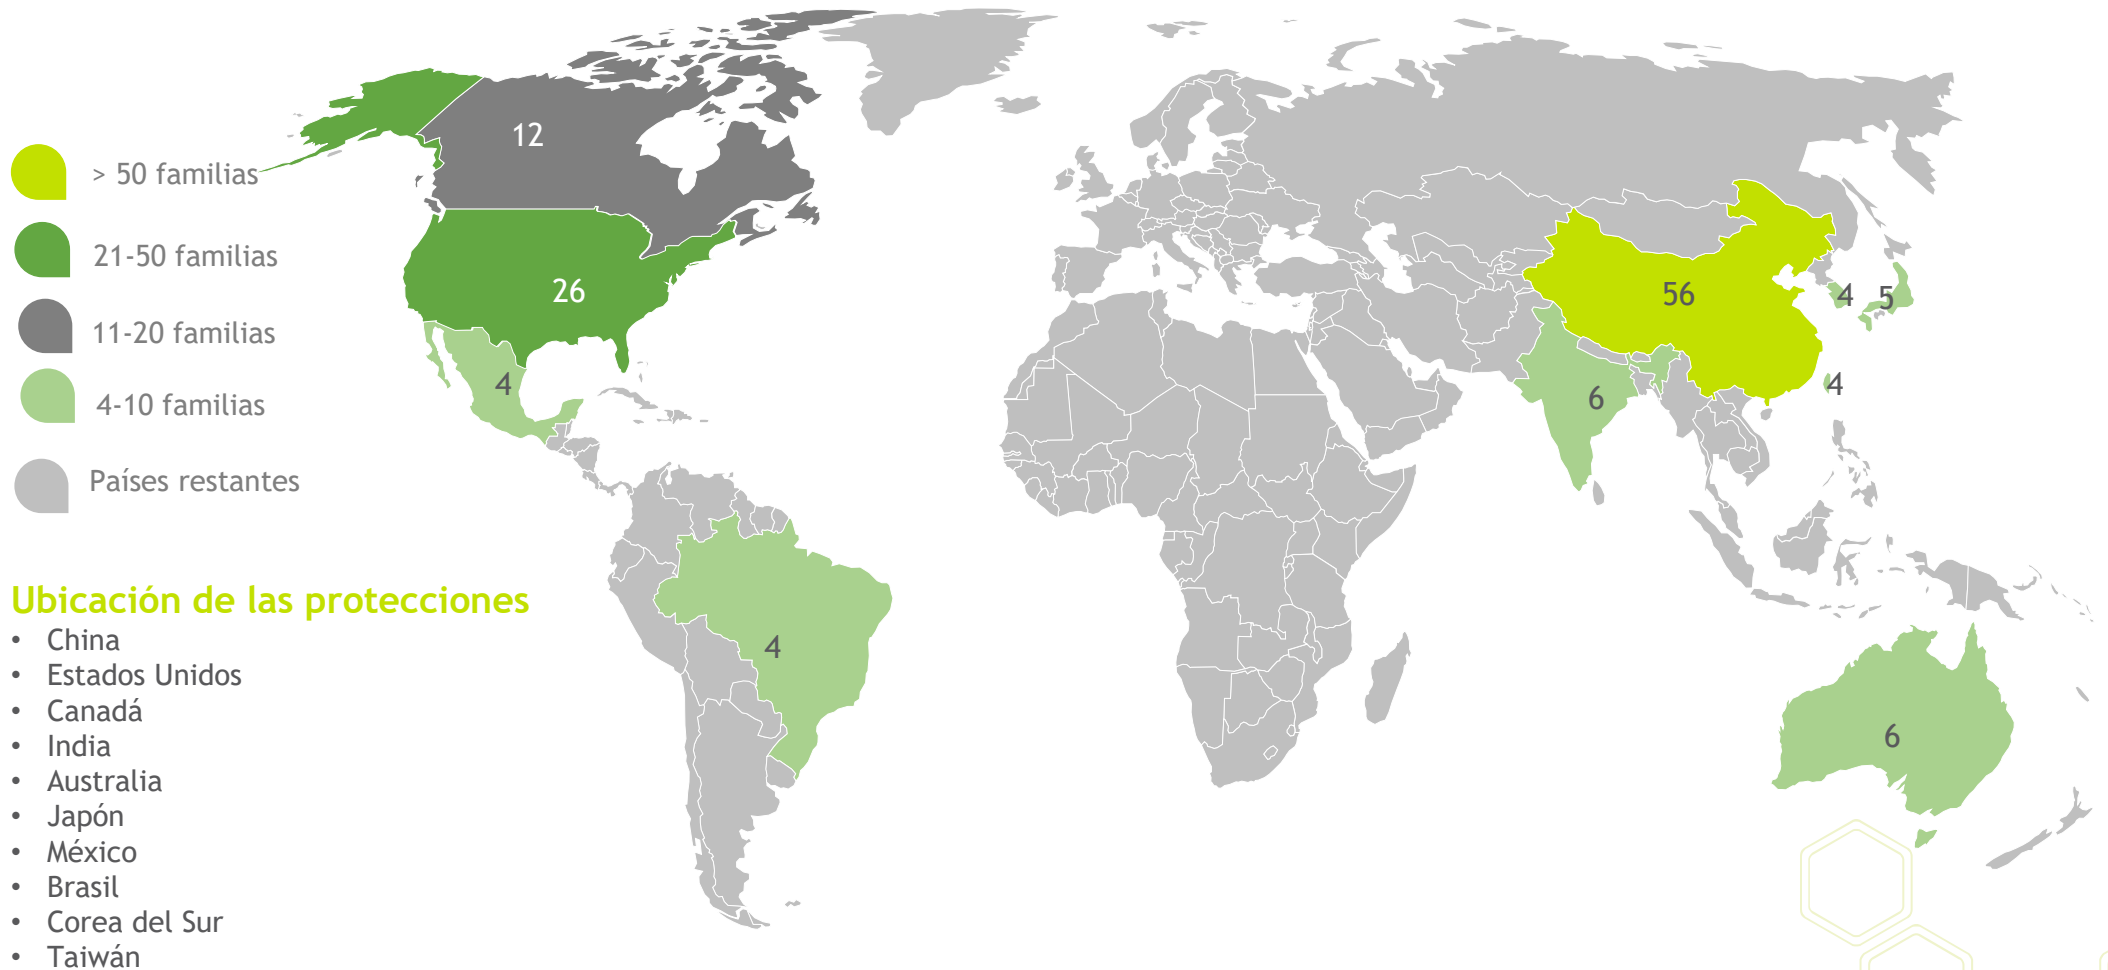 > 50 familias
21-50 familias
11-20 familias
4-10 familias
Países restantes
12
26
4
4
56
4
5
4
6
6
Ubicación de las protecciones
• China
• Estados Unidos
• Canadá
• India
• Australia
• Japón
• México
• Brasil
• Corea del Sur
• Taiwán